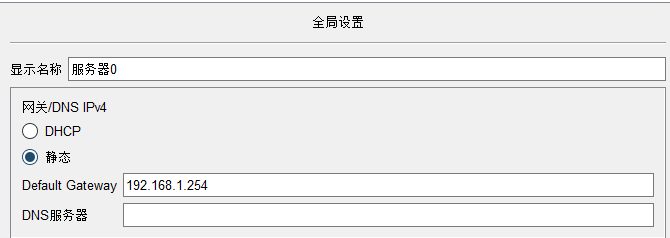 全局设置
显示名称 服务器0
网关/DNS IPv4
DHCP
静态
Default Gateway 192.168.1.254
DNS服务器